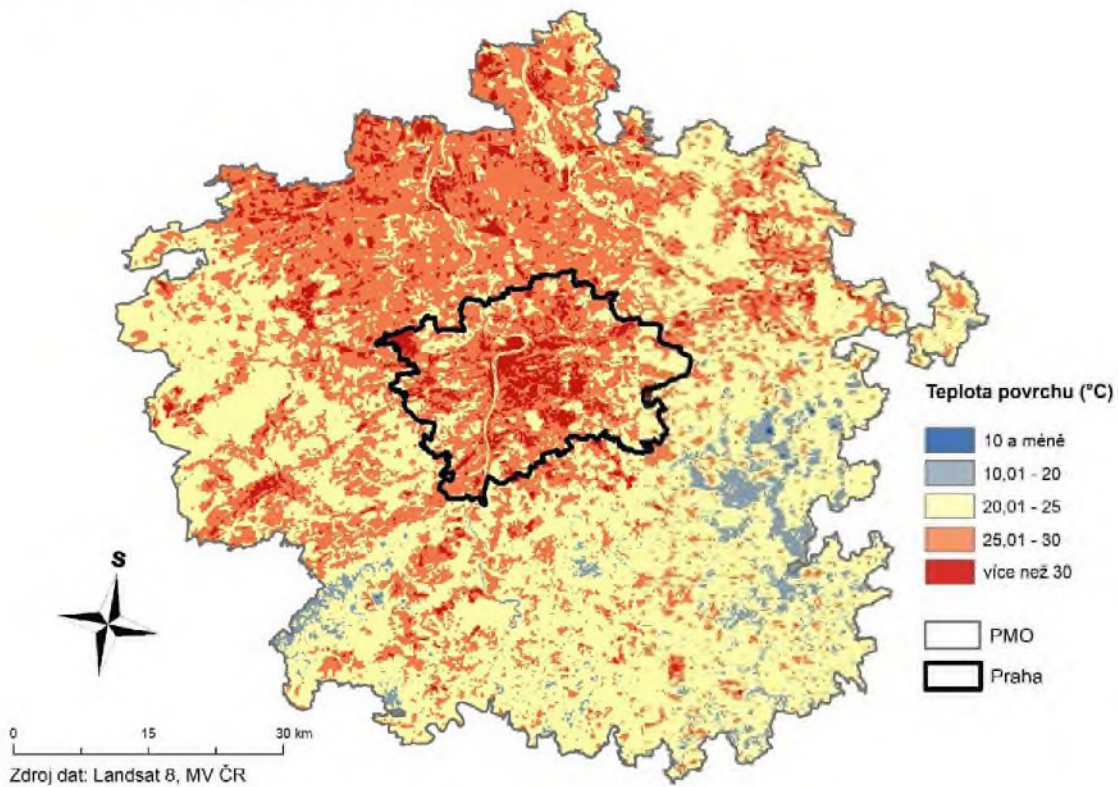 Teplota povrchu (°C)
10 a méně
10,01 - 20
20,01 - 25
25,01 - 30
více než 30
PMO
Praha
S
0 15 30 km
Zdroj dat: Landsat 8, MV ČR